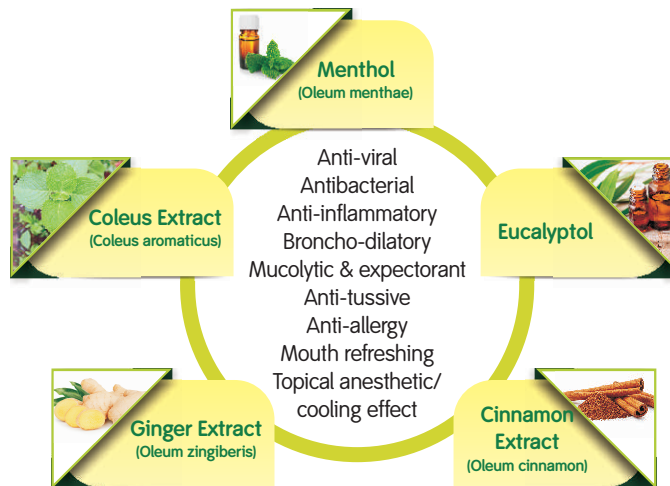 Menthol
(Oleum menthae)
Coleus Extract
(Coleus aromaticus)
Anti-viral
Antibacterial
Anti-inflammatory
Broncho-dilatory
Mucolytic & expectorant
Anti-tussive
Anti-allergy
Mouth refreshing
Topical anesthetic/
cooling effect
Eucalyptol
Ginger Extract
(Oleum zingiberis)
Cinnamon
Extract
(Oleum cinnamon)